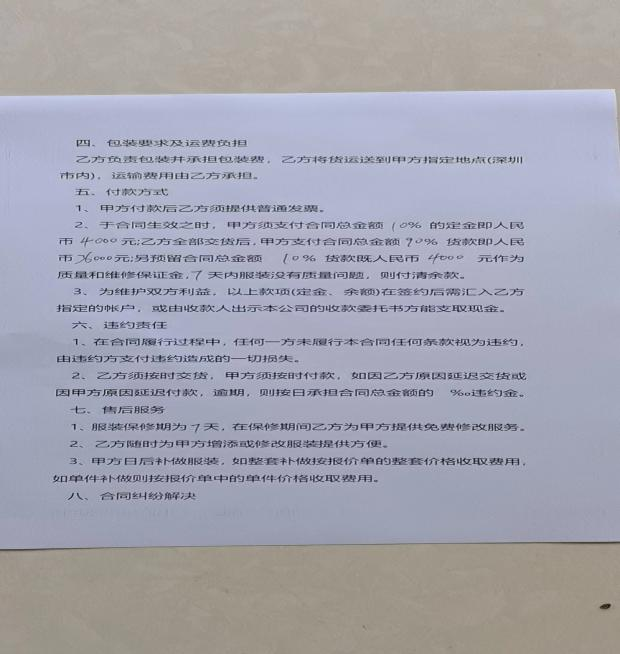 四、包装要求及运费负担
乙方负责包装并承担包装费，乙方将货运送到甲方指定地点(深圳
市内)，运输费用由乙方承担。
五、付款方式
1、甲方付款后乙方须提供普通发票。
2、于合同生效之时，甲方须支付合同总金额 10% 的定金即人民
币 4000 元;乙方全部交货后,甲方支付合同总金额 90% 货款即人民
币 36000元;另预留合同总金额 10% 货款既人民币 4000 元作为
质量和维修保证金,7天内服装没有质量问题，则付清余款。
3、为维护双方利益，以上款项(定金、余额)在签约后需汇入乙方
指定的帐户，或由收款人出示本公司的收款委托书方能支取现金。
六、违约责任
1、在合同履行过程中，任何一方未履行本合同任何条款视为违约，
由违约方支付违约造成的一切损失。
2、乙方须按时交货，甲方须按时付款，如因乙方原因延迟交货或
因甲方原因延迟付款，逾期，则按日承担合同总金额的 ‰违约金。
七、售后服务
1、服装保修期为7天，在保修期间乙方为甲方提供免费修改服务。
2、乙方随时为甲方增添或修改服装提供方便。
3、甲方日后补做服装，如整套补做按报价单的整套价格收取费用，
如单件补做则按报价单中的单件价格收取费用。
八、合同纠纷解决